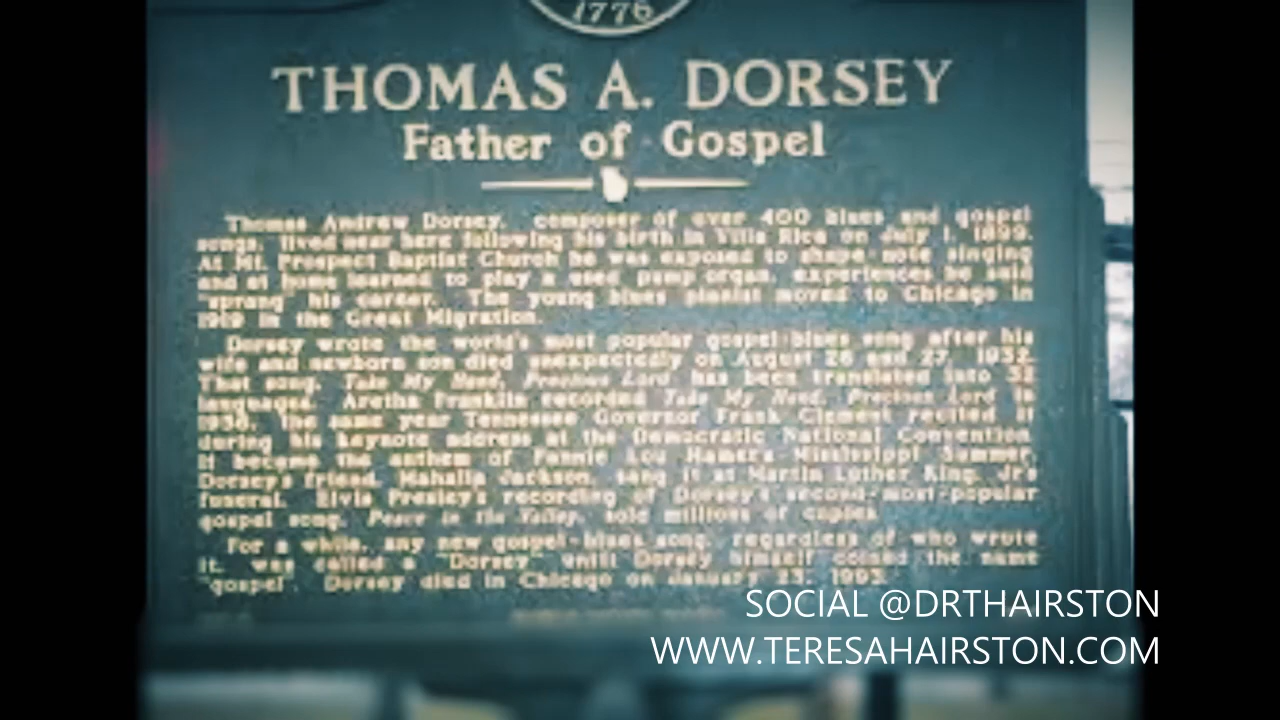 1776
THOMAS A. DORSEY
Father of Gospel
Thomas Andrew Dorsey, composer of over 400 blues and gospel
songs, lived near here following his birth in Villa Rica on July 1, 1899.
At Mt. Prospect Baptist Church he was exposed to shape-note singing
and at home learned to play a used pump organ, experiences he said
"sprang" his career. The young blues pianist moved to Chicago in
in the Great Migration.
Dorsey wrote the world's most popular gospel-blues song after his
wife and newborn son died unexpectedly on August 26 and 27, 1932.
That song, Take My Hand, Precious Lord has been translated into
languages. Aretha Franklin recorded Take My Hand, Precious Lord in
The same year Tennessee Governor Frank Clement recited it
during his keynote address at the Democratic National Convention
It became the anthem of Fannie Lou Hamer's Mississippi Summer.
Dorsey's friend, Mahalia Jackson, sang it at Martin Luther King, Jr's
funeral. Elvis Presley's recording of Dorsey's second-most-popular
gospel song, Peace in the Valley, sold millions of copies.
For a while, any new gospel-blues song, regardless of who wrote
it, was called a "Dorsey" until Dorsey himself coined the name
"gospel". Dorsey died in Chicago on January 23, 1993.
SOCIAL @DRTHAIRSTON
WWW.TERESAHAIRSTON.COM